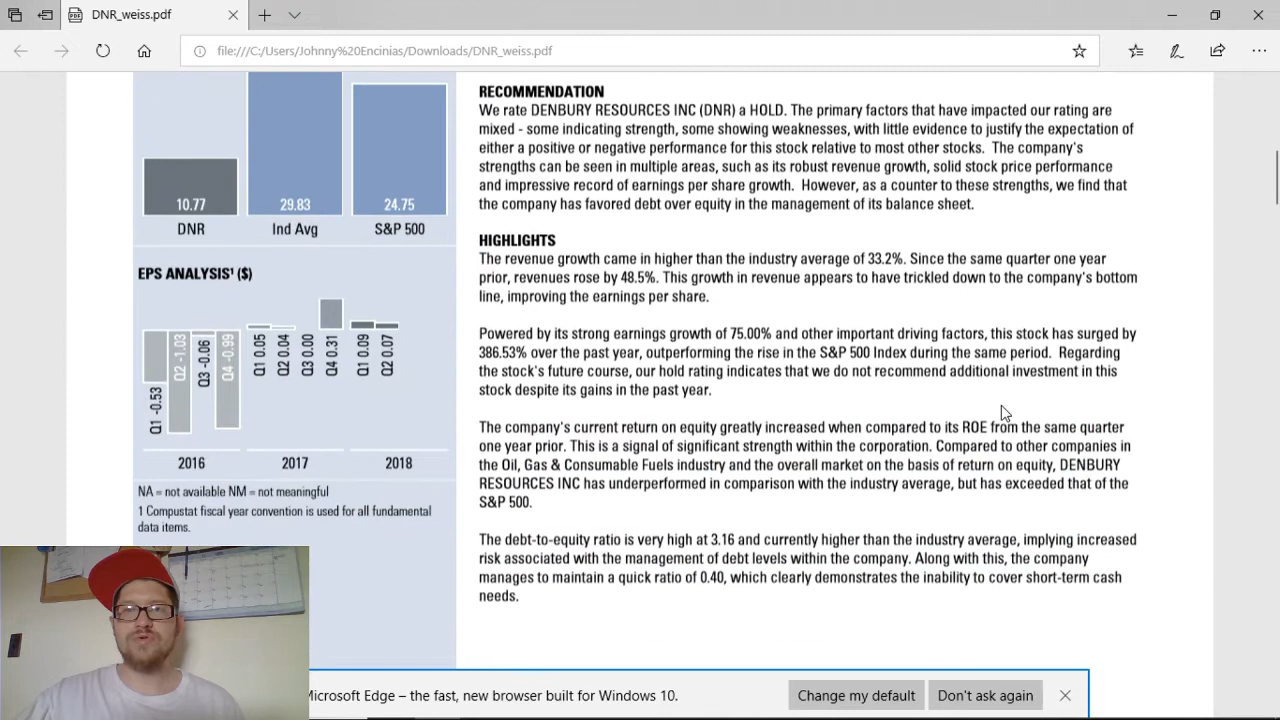 DNR_weiss.pdf
file:///C:/Users/Johnny%20Encinias/Downloads/DNR_weiss.pdf
10.77
29.83
24.75
DNR
Ind Avg
S&P 500
EPS ANALYSIS¹ ($)
Q1 -0.53
Q2 -1.03
Q3 -0.06
Q4 -0.99
Q1 0.05
Q2 0.04
Q3 0.00
Q4 0.31
Q1 0.09
Q2 0.07
2016
2017
2018
NA = not available NM = not meaningful
1 Compustat fiscal year convention is used for all fundamental
data items.
RECOMMENDATION
We rate DENBURY RESOURCES INC (DNR) a HOLD. The primary factors that have impacted our rating are
mixed - some indicating strength, some showing weaknesses, with little evidence to justify the expectation of
either a positive or negative performance for this stock relative to most other stocks. The company's
strengths can be seen in multiple areas, such as its robust revenue growth, solid stock price performance
and impressive record of earnings per share growth. However, as a counter to these strengths, we find that
the company has favored debt over equity in the management of its balance sheet.
HIGHLIGHTS
The revenue growth came in higher than the industry average of 33.2%. Since the same quarter one year
prior, revenues rose by 48.5%. This growth in revenue appears to have trickled down to the company's bottom
line, improving the earnings per share.
Powered by its strong earnings growth of 75.00% and other important driving factors, this stock has surged by
386.53% over the past year, outperforming the rise in the S&P 500 Index during the same period. Regarding
the stock's future course, our hold rating indicates that we do not recommend additional investment in this
stock despite its gains in the past year.
The company's current return on equity greatly increased when compared to its ROE from the same quarter
one year prior. This is a signal of significant strength within the corporation. Compared to other companies in
the Oil, Gas & Consumable Fuels industry and the overall market on the basis of return on equity, DENBURY
RESOURCES INC has underperformed in comparison with the industry average, but has exceeded that of the
S&P 500.
The debt-to-equity ratio is very high at 3.16 and currently higher than the industry average, implying increased
risk associated with the management of debt levels within the company. Along with this, the company
manages to maintain a quick ratio of 0.40, which clearly demonstrates the inability to cover short-term cash
needs.
Microsoft Edge – the fast, new browser built for Windows 10.
Change my default
Don't ask again